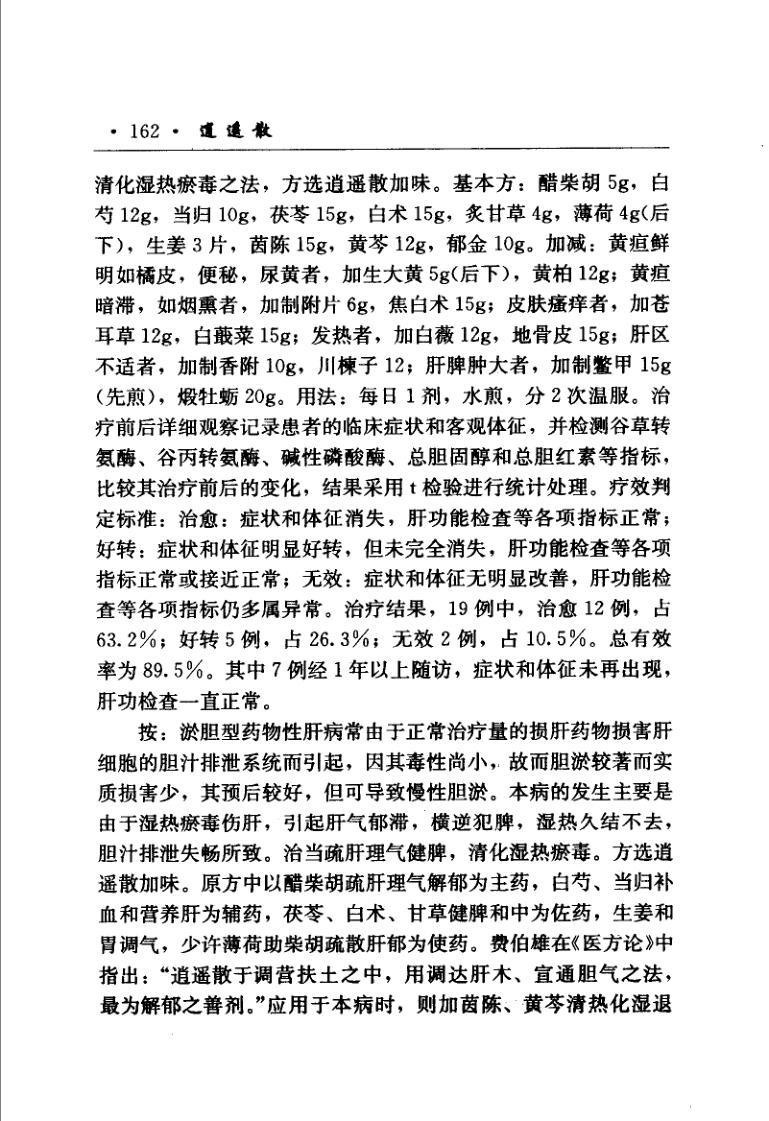 · 162 · 逍遥散
清化湿热瘀毒之法，方选逍遥散加味。基本方：醋柴胡 5g，白
芍 12g，当归 10g，茯苓 15g，白术 15g，炙甘草 4g，薄荷 4g(后
下)，生姜 3 片，茵陈 15g，黄芩 12g，郁金 10g。加减：黄疸鲜
明如橘皮，便秘，尿黄者，加生大黄 5g(后下)，黄柏 12g；黄疸
暗滞，如烟熏者，加制附片 6g，焦白术 15g；皮肤瘙痒者，加苍
耳草 12g，白蕺菜 15g；发热者，加白薇 12g，地骨皮 15g；肝区
不适者，加制香附 10g，川楝子 12；肝脾肿大者，加制鳖甲 15g
(先煎)，煅牡蛎 20g。用法：每日 1 剂，水煎，分 2 次温服。治
疗前后详细观察记录患者的临床症状和客观体征，并检测谷草转
氨酶、谷丙转氨酶、碱性磷酸酶、总胆固醇和总胆红素等指标，
比较其治疗前后的变化，结果采用 t 检验进行统计处理。疗效判
定标准：治愈：症状和体征消失，肝功能检查等各项指标正常；
好转：症状和体征明显好转，但未完全消失，肝功能检查等各项
指标正常或接近正常；无效：症状和体征无明显改善，肝功能检
查等各项指标仍多属异常。治疗结果，19 例中，治愈 12 例，占
63.2%；好转 5 例，占 26.3%；无效 2 例，占 10.5%。总有效
率为 89.5%。其中 7 例经 1 年以上随访，症状和体征未再出现，
肝功检查一直正常。
按：淤胆型药物性肝病常由于正常治疗量的损肝药物损害肝
细胞的胆汁排泄系统而引起，因其毒性尚小，故而胆淤较著而实
质损害少，其预后较好，但可导致慢性胆淤。本病的发生主要是
由于湿热瘀毒伤肝，引起肝气郁滞，横逆犯脾，湿热久结不去，
胆汁排泄失畅所致。治当疏肝理气健脾，清化湿热瘀毒。方选逍
遥散加味。原方中以醋柴胡疏肝理气解郁为主药，白芍、当归补
血和营养肝为辅药，茯苓、白术、甘草健脾和中为佐药，生姜和
胃调气，少许薄荷助柴胡疏散肝郁为使药。费伯雄在《医方论》中
指出：“逍遥散于调营扶土之中，用调达肝木、宣通胆气之法，
最为解郁之善剂。”应用于本病时，则加茵陈、黄芩清热化湿退